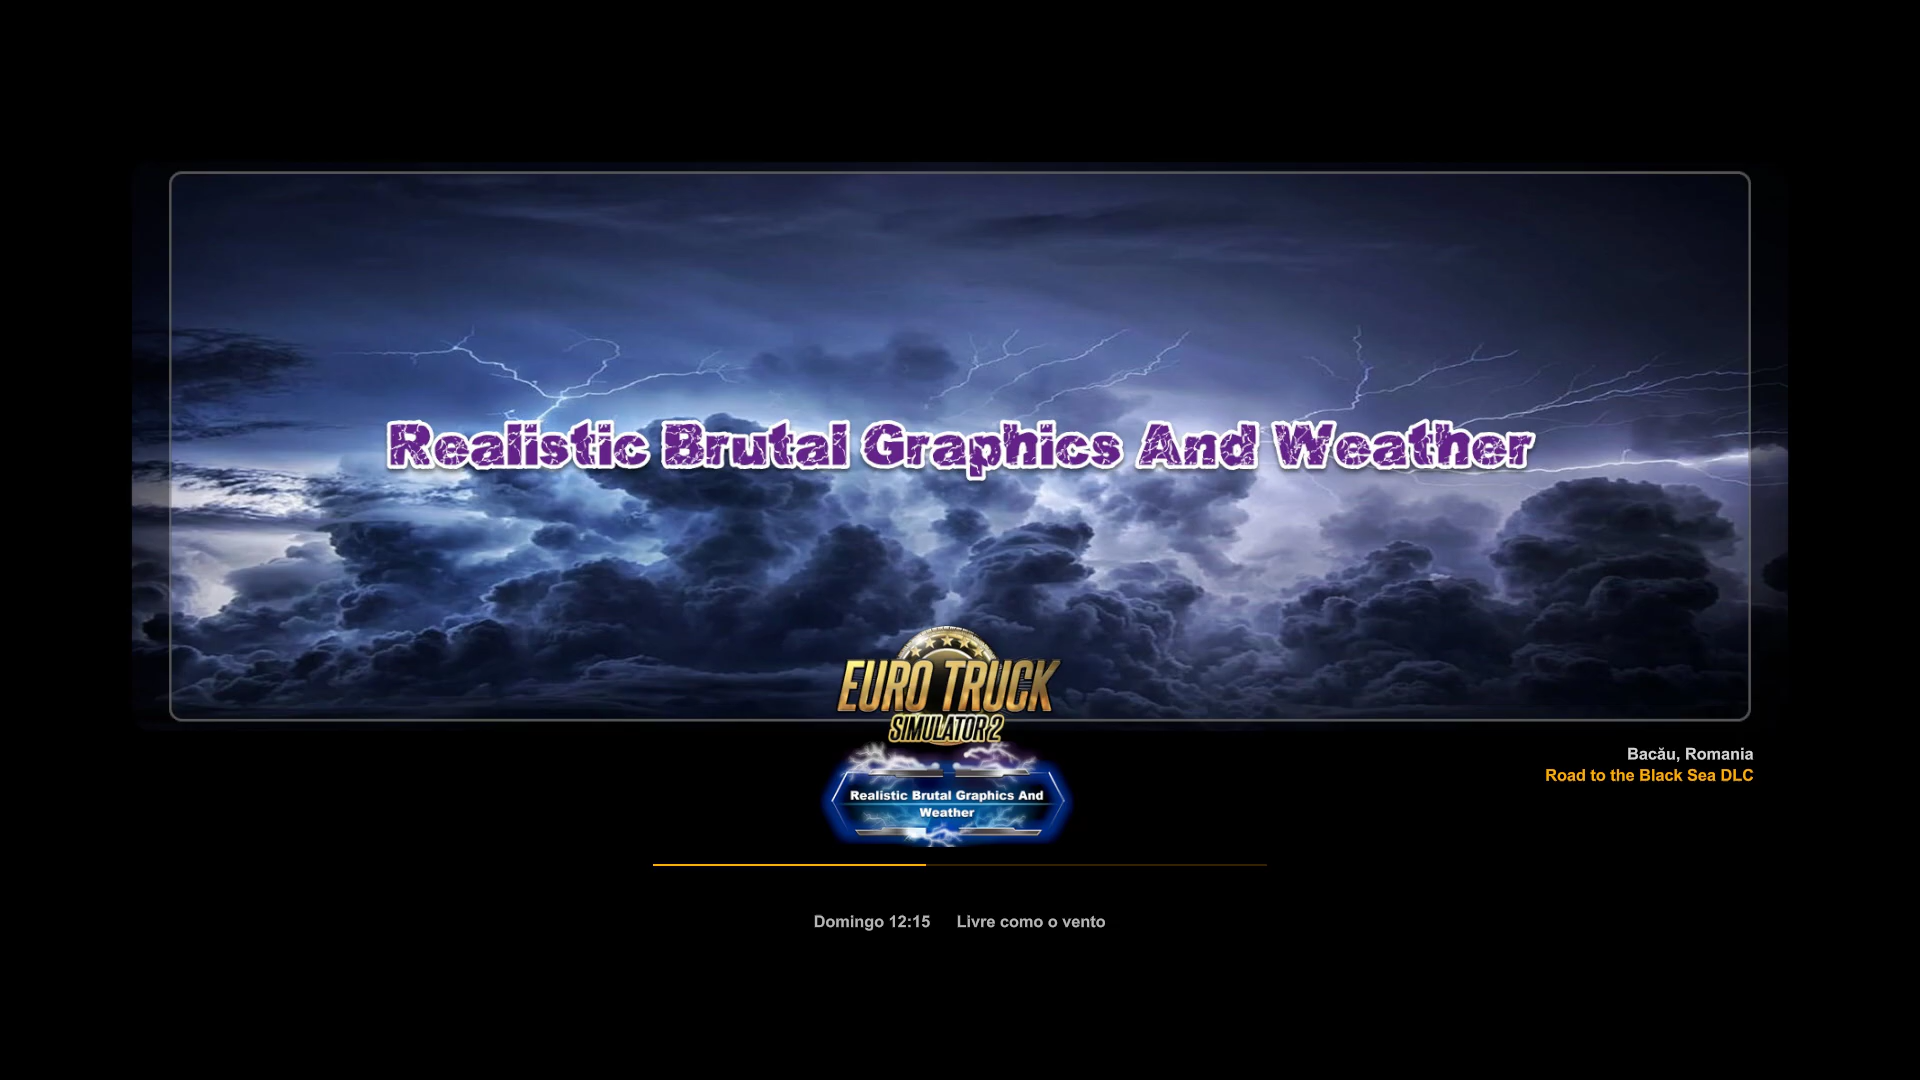 Realistic Brutal Graphics And Weather
EURO TRUCK
SIMULATOR 2
Realistic Brutal Graphics And
Weather
Bacău, Romania
Road to the Black Sea DLC
Domingo 12:15 Livre como o vento